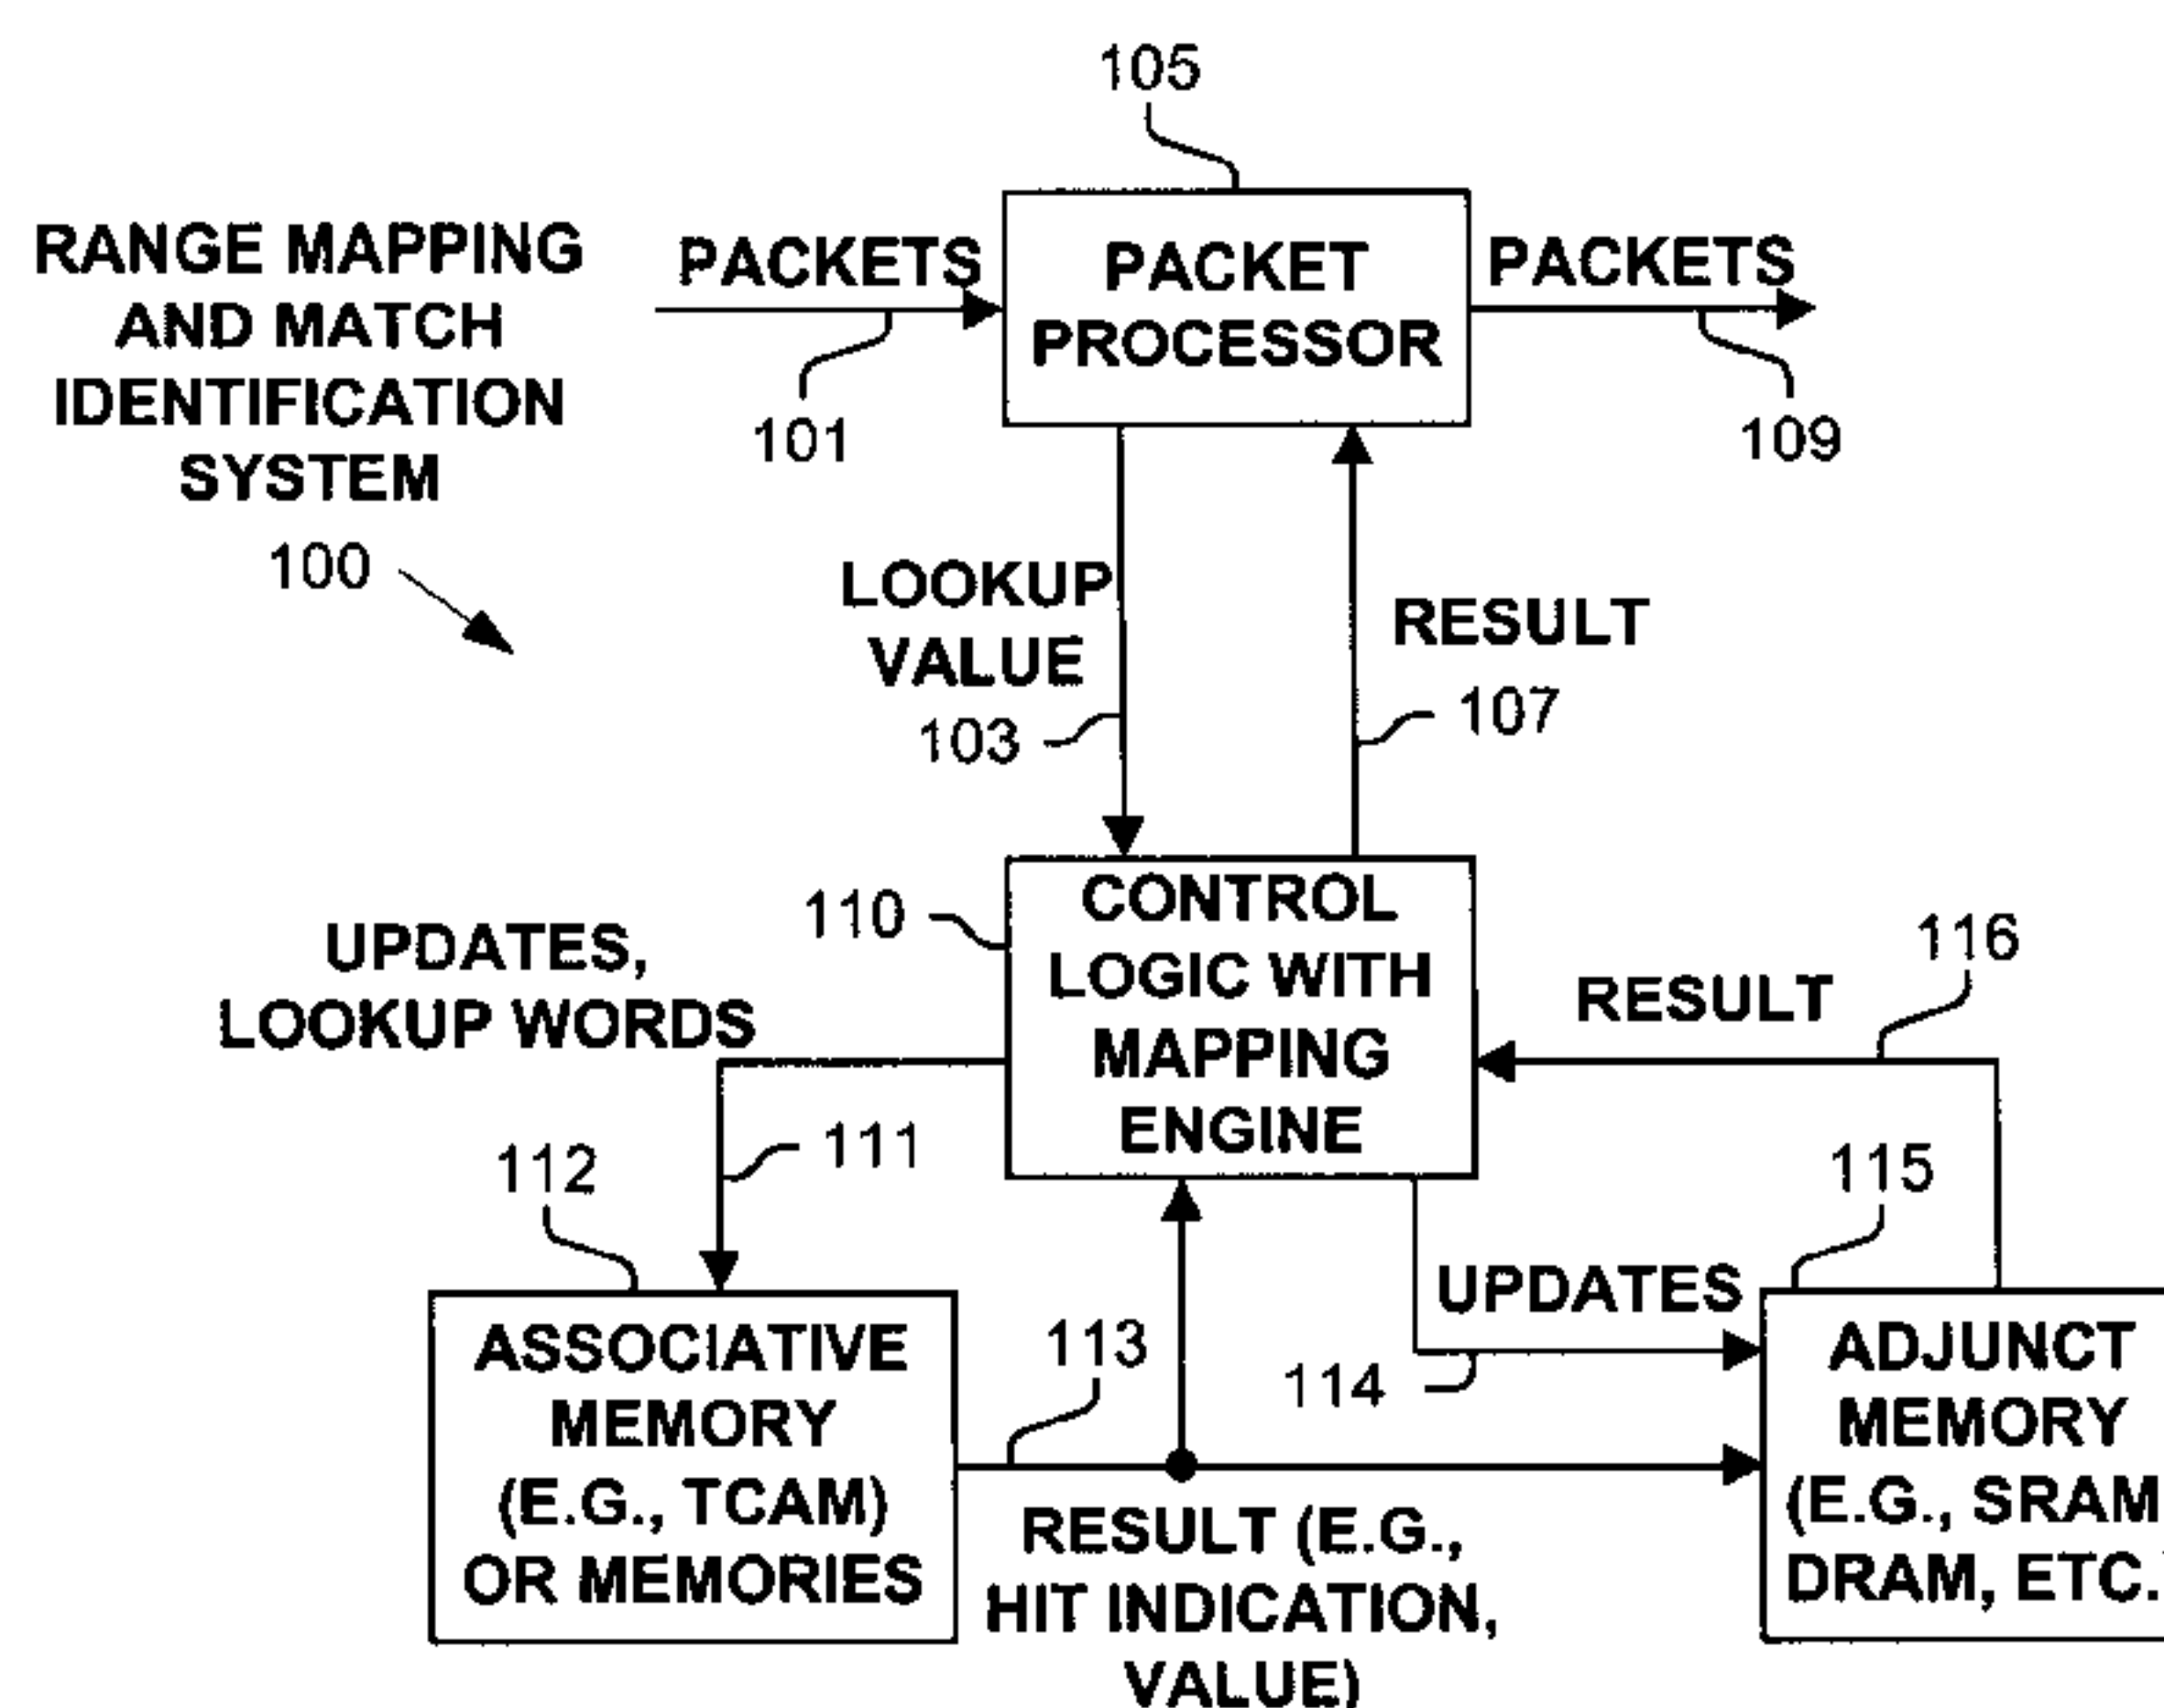 105
RANGE MAPPING
AND MATCH
IDENTIFICATION
SYSTEM
100
PACKETS
101
PACKET
PROCESSOR
PACKETS
109
LOOKUP
VALUE
103
RESULT
107
110
CONTROL
LOGIC WITH
MAPPING
ENGINE
UPDATES,
LOOKUP WORDS
111
RESULT
116
112
115
ASSOCIATIVE
MEMORY
(E.G., TCAM)
OR MEMORIES
113
UPDATES
114
ADJUNCT
MEMORY
(E.G., SRAM
DRAM, ETC.
RESULT (E.G.,
HIT INDICATION,
VALUE)